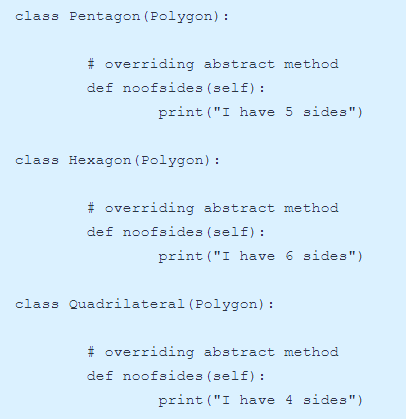 class Pentagon(Polygon):
# overriding abstract method
def noofsides(self):
print("I have 5 sides")
class Hexagon(Polygon):
# overriding abstract method
def noofsides(self):
print("I have 6 sides")
class Quadrilateral(Polygon):
# overriding abstract method
def noofsides(self):
print("I have 4 sides")